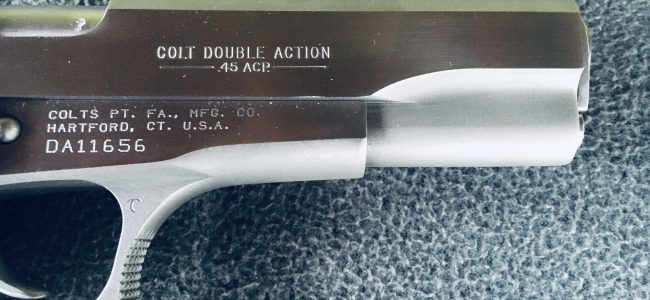 COLT DOUBLE ACTION
.45 ACP.
COLTS PT. FA., MFG. CO.
HARTFORD, CT. U.S.A.
DA11656
C